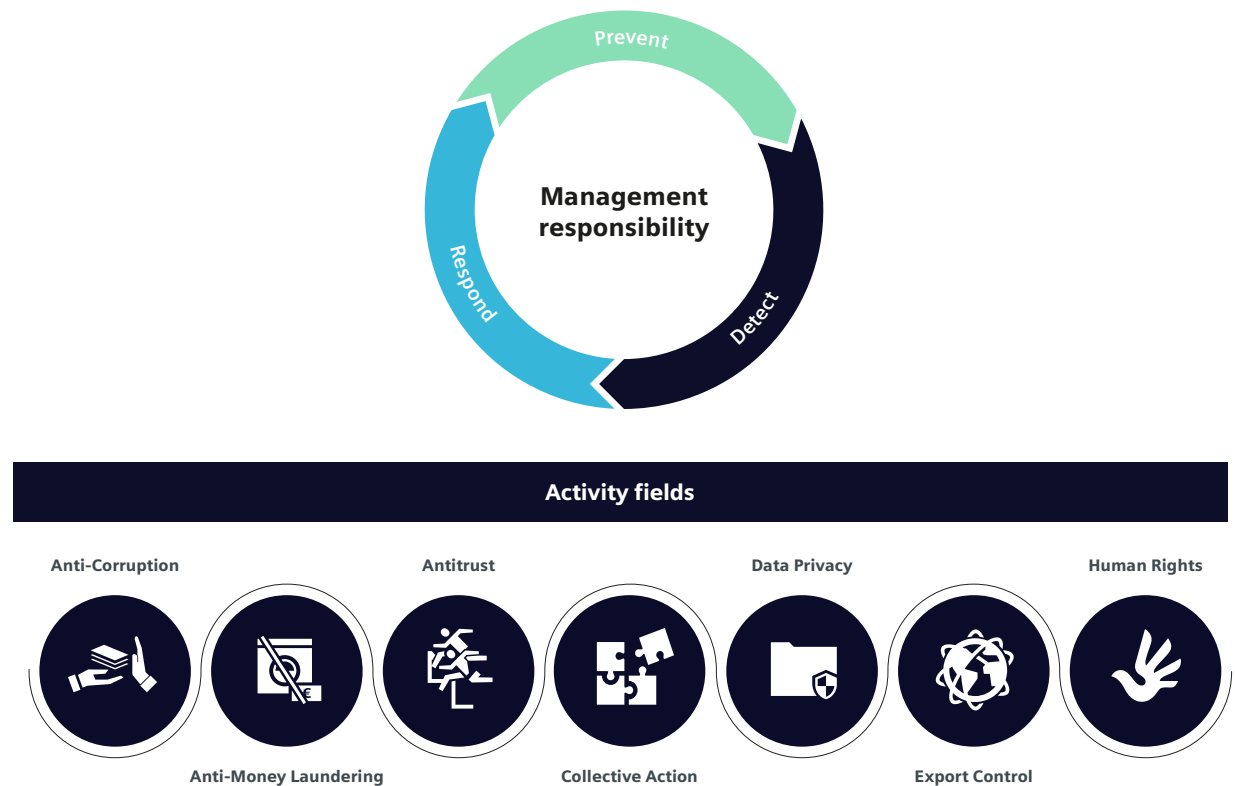 Prevent
Management
responsibility
Respond
Detect
Activity fields
Anti-Corruption
Antitrust
Data Privacy
Human Rights
€
Anti-Money Laundering
Collective Action
Export Control